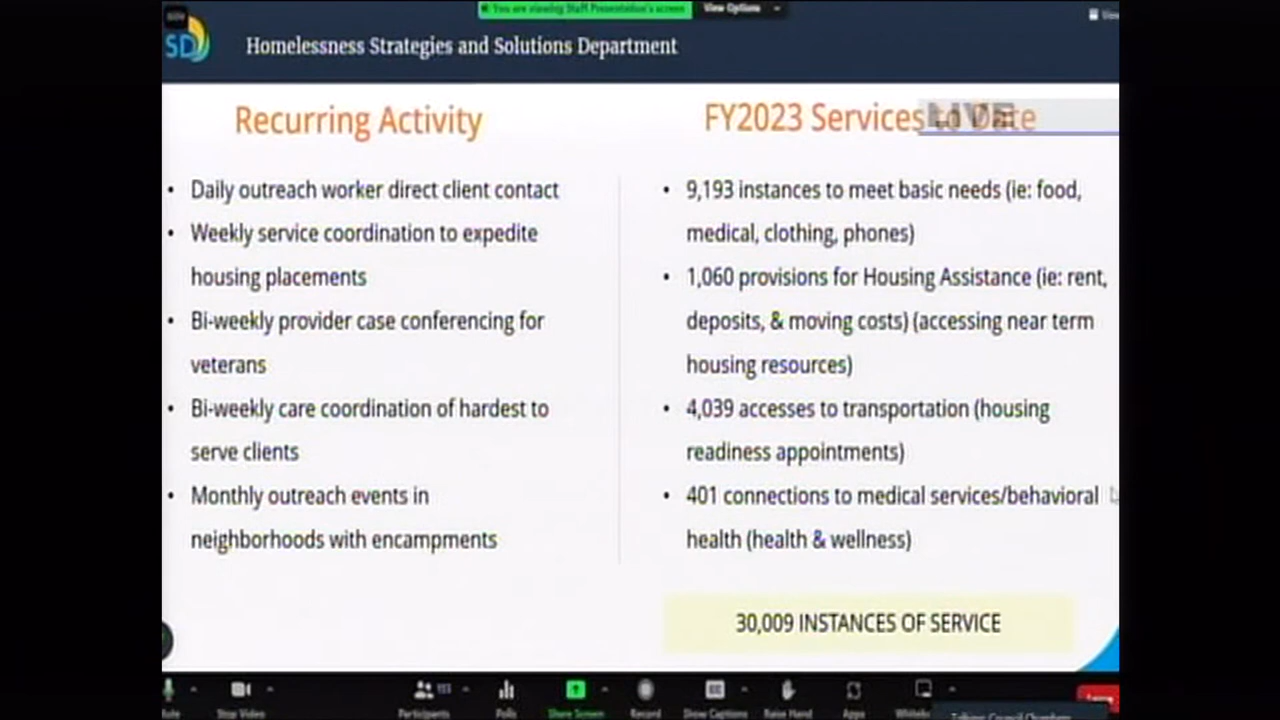 You are viewing Staff Presentation's screen
View Options
View
SD
Homelessness Strategies and Solutions Department
Recurring Activity
• Daily outreach worker direct client contact
• Weekly service coordination to expedite
housing placements
• Bi-weekly provider case conferencing for
veterans
• Bi-weekly care coordination of hardest to
serve clients
• Monthly outreach events in
neighborhoods with encampments
FY2023 Services to Date
LIVE
• 9,193 instances to meet basic needs (ie: food,
medical, clothing, phones)
• 1,060 provisions for Housing Assistance (ie: rent,
deposits, & moving costs) (accessing near term
housing resources)
• 4,039 accesses to transportation (housing
readiness appointments)
• 401 connections to medical services/behavioral
health (health & wellness)
30,009 INSTANCES OF SERVICE
Stop Video
Participants
Polls
Share Screen
Record
Show Captions
Raise Hand
Apps
Talking: Council Chambers